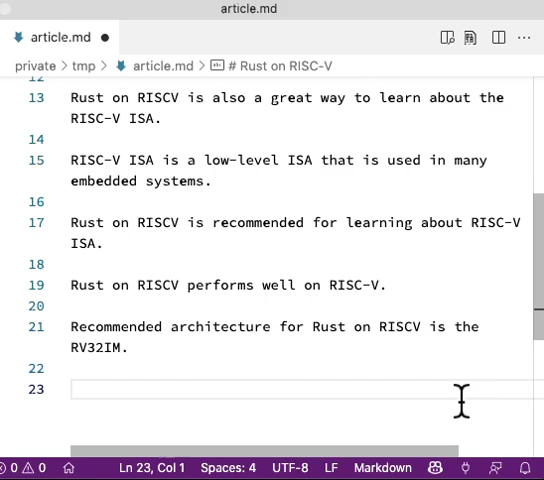 article.md
article.md
private
tmp
article.md
# Rust on RISC-V
12
13 Rust on RISCV is also a great way to learn about the
RISC-V ISA.
14
15 RISC-V ISA is a low-level ISA that is used in many
embedded systems.
16
17 Rust on RISCV is recommended for learning about RISC-V
ISA.
18
19 Rust on RISCV performs well on RISC-V.
20
21 Recommended architecture for Rust on RISCV is the
RV32IM.
22
23
0 0 Ln 23, Col 1 Spaces: 4 UTF-8 LF Markdown